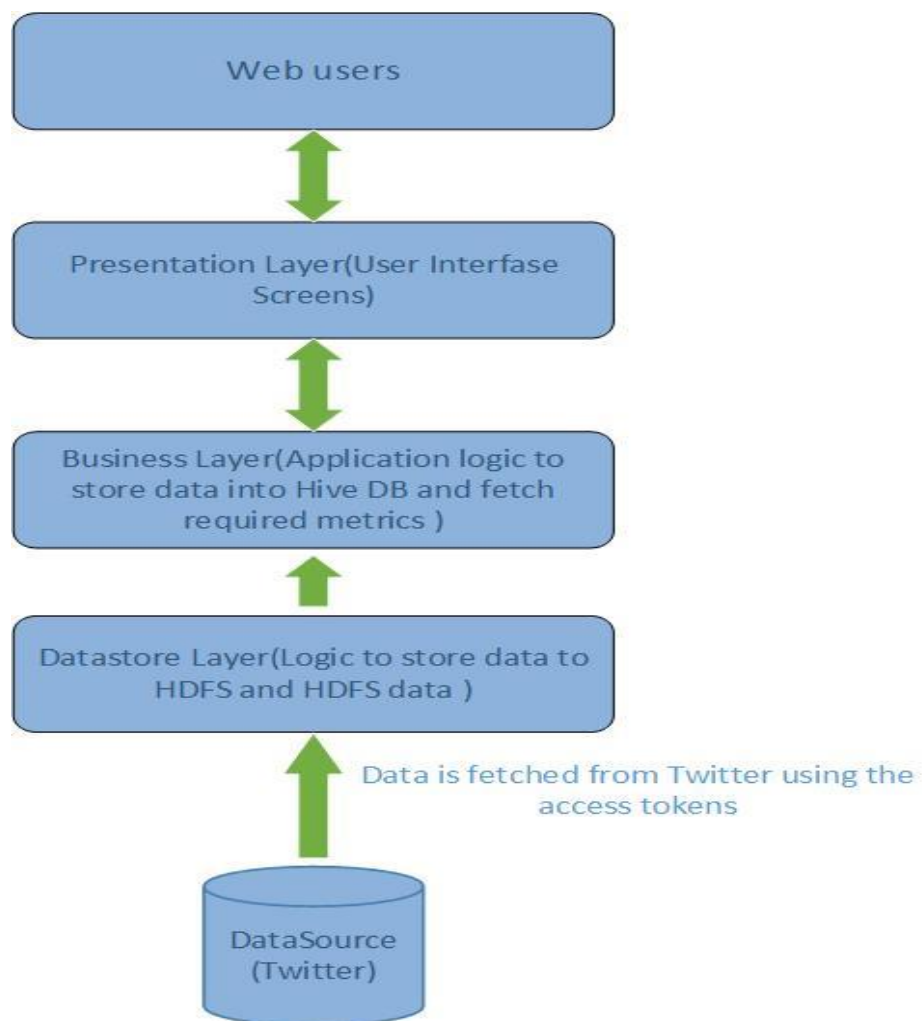 Web users
Presentation Layer(User Interfase
Screens)
Business Layer(Application logic to
store data into Hive DB and fetch
required metrics )
Datastore Layer(Logic to store data to
HDFS and HDFS data )
Data is fetched from Twitter using the
access tokens
DataSource
(Twitter)